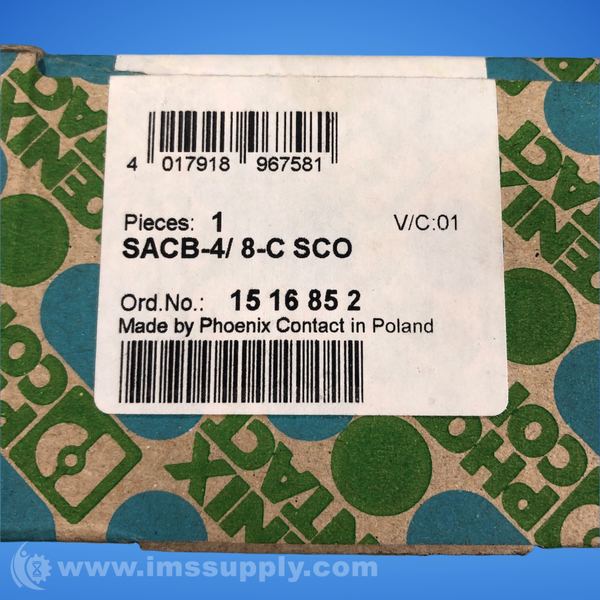 4 017918 967581
Pieces: 1 V/C:01
SACB-4/ 8-C SCO
Ord.No.: 15 16 85 2
Made by Phoenix Contact in Poland
www.imssupply.com